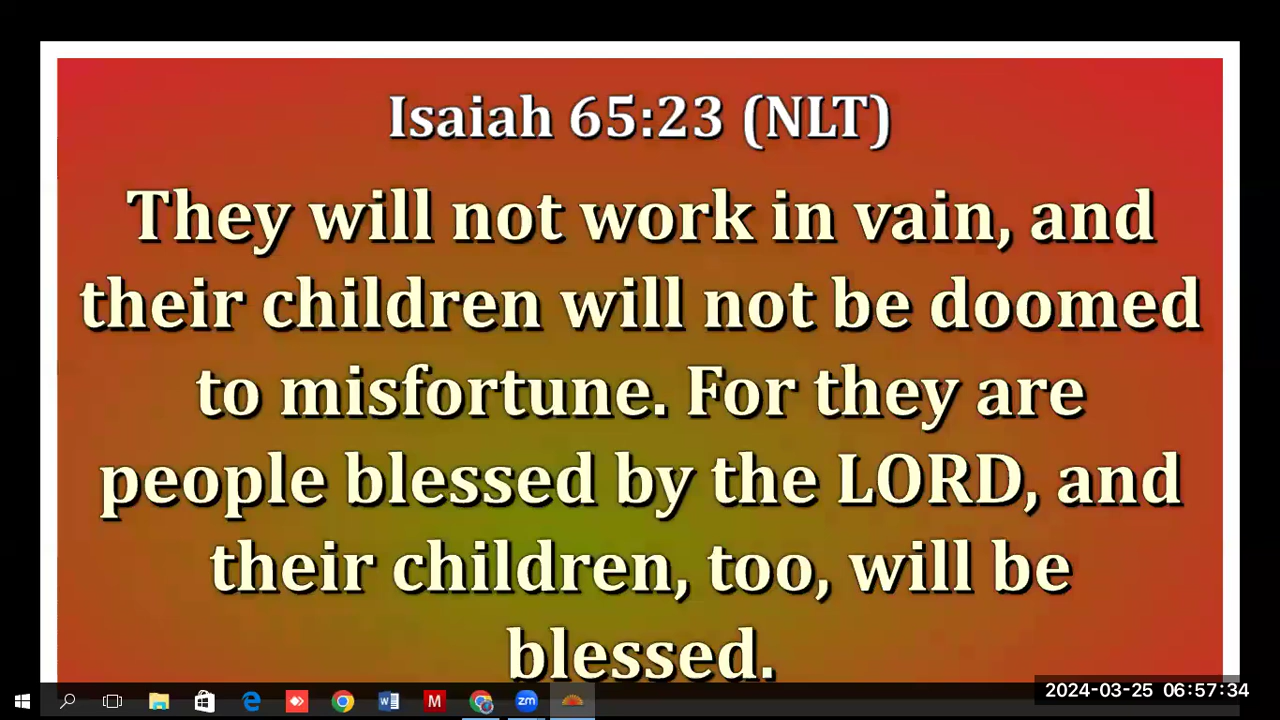 Isaiah 65:23 (NLT)
They will not work in vain, and
their children will not be doomed
to misfortune. For they are
people blessed by the LORD, and
their children, too, will be
blessed.
W
M
zm
2024-03-25 06:57:34